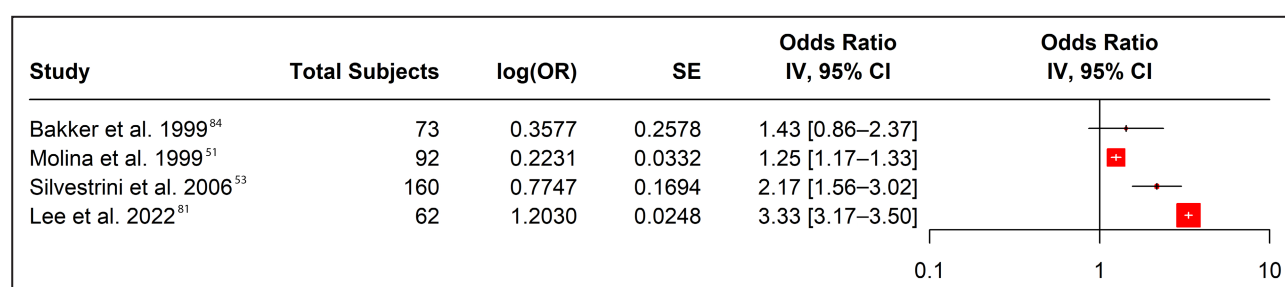 Odds Ratio Odds Ratio
Study Total Subjects log(OR) SE IV, 95% CI IV, 95% CI
Bakker et al. 1999⁸⁴ 73 0.3577 0.2578 1.43 [0.86–2.37]
Molina et al. 1999⁵¹ 92 0.2231 0.0332 1.25 [1.17–1.33]
Silvestrini et al. 2006⁵³ 160 0.7747 0.1694 2.17 [1.56–3.02]
Lee et al. 2022⁸¹ 62 1.2030 0.0248 3.33 [3.17–3.50]
0.1 1 10